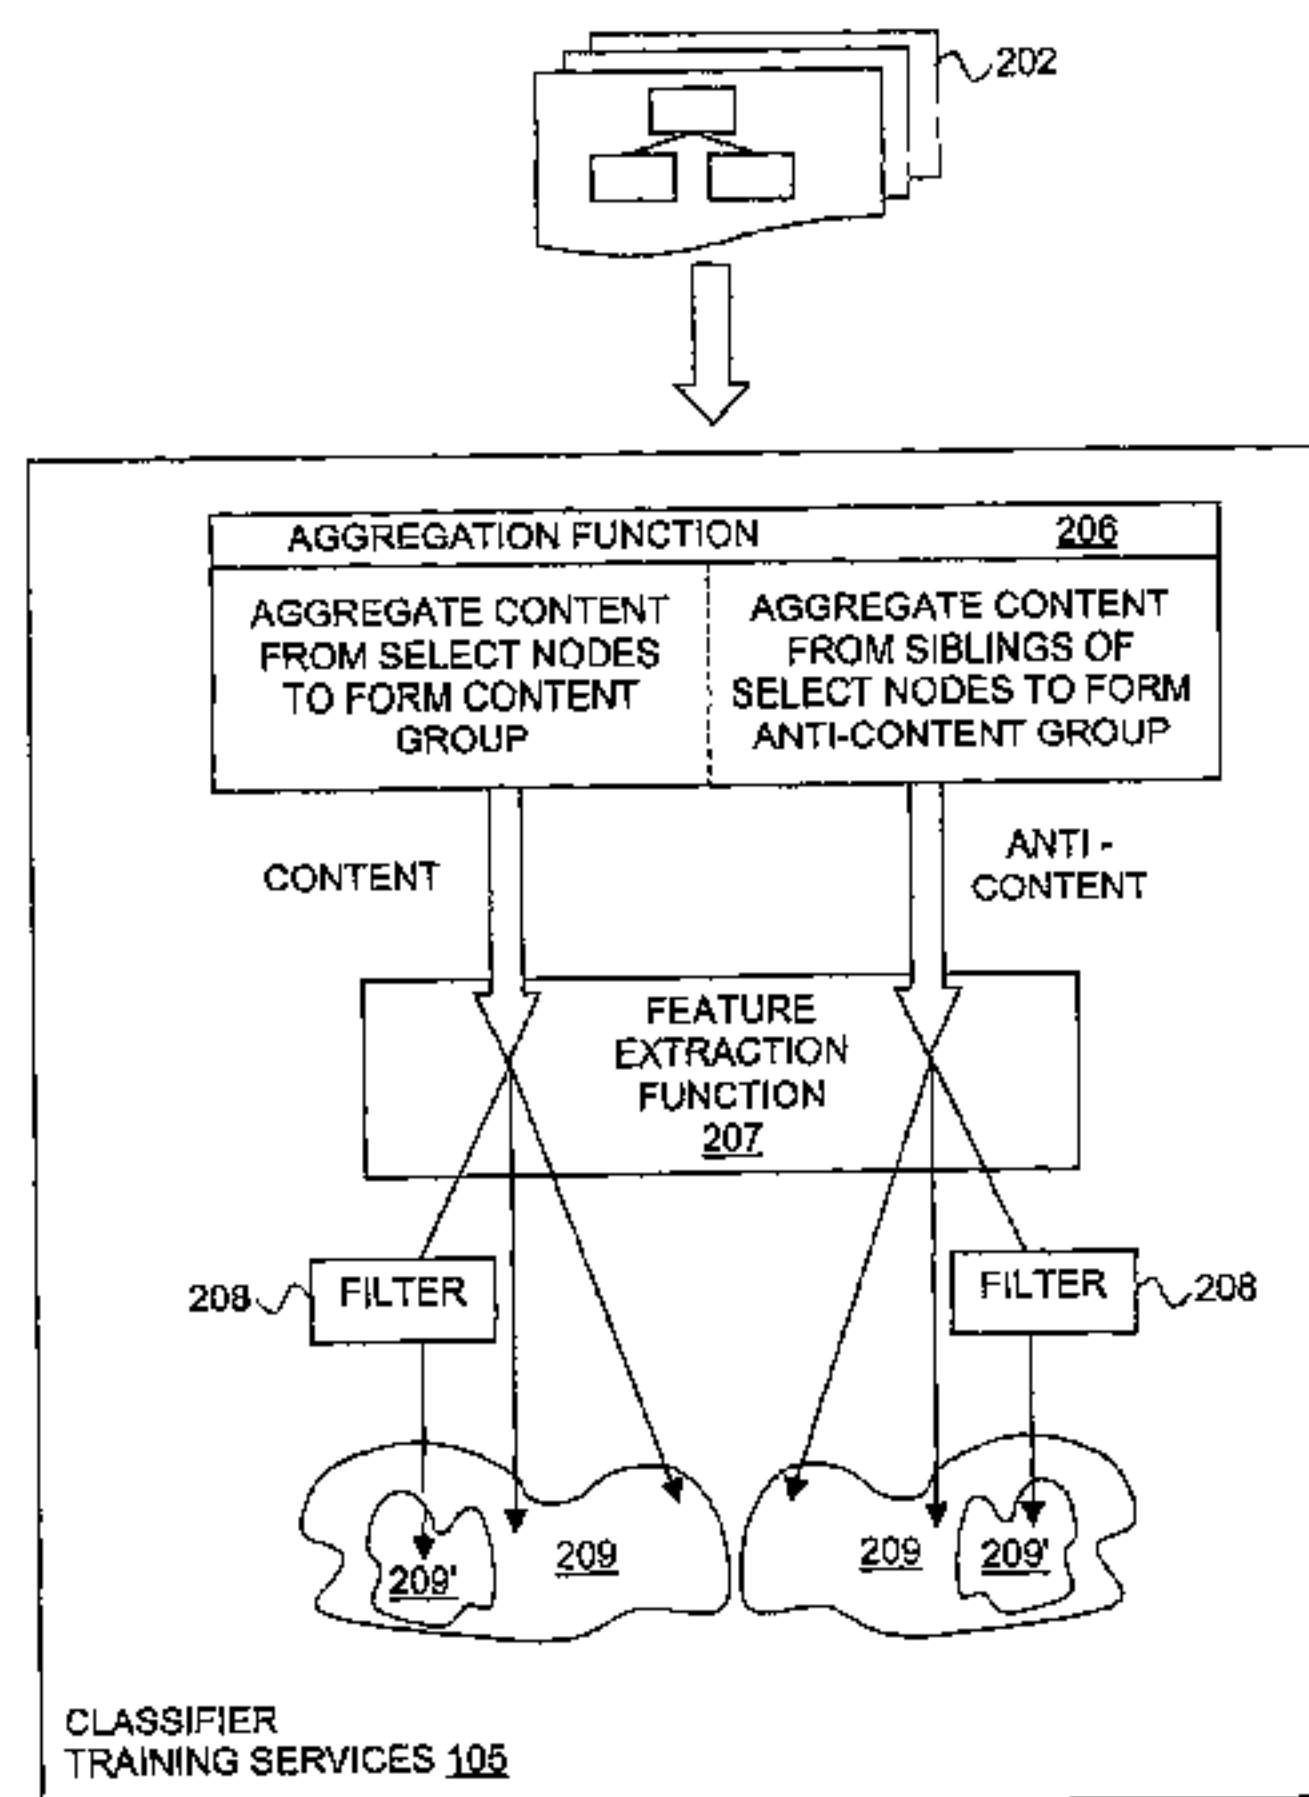 202
AGGREGATION FUNCTION 206
AGGREGATE CONTENT
FROM SELECT NODES
TO FORM CONTENT
GROUP
AGGREGATE CONTENT
FROM SIBLINGS OF
SELECT NODES TO FORM
ANTI-CONTENT GROUP
CONTENT
ANTI -
CONTENT
FEATURE
EXTRACTION
FUNCTION
207
208 FILTER
FILTER 208
209' 209 209 209'
CLASSIFIER
TRAINING SERVICES 105